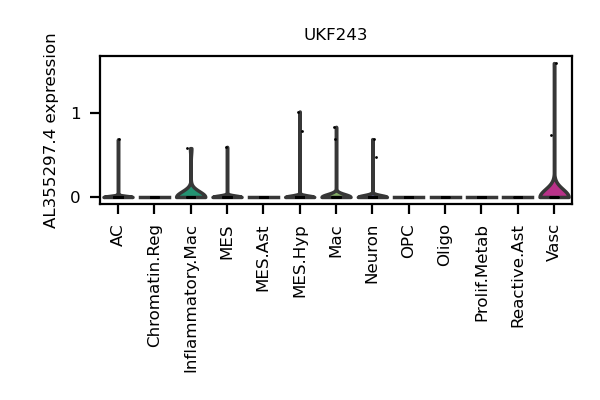 UKF243
AL355297.4 expression
1
0
AC
Chromatin.Reg
Inflammatory.Mac
MES
MES.Ast
MES.Hyp
Mac
Neuron
OPC
Oligo
Prolif.Metab
Reactive.Ast
Vasc